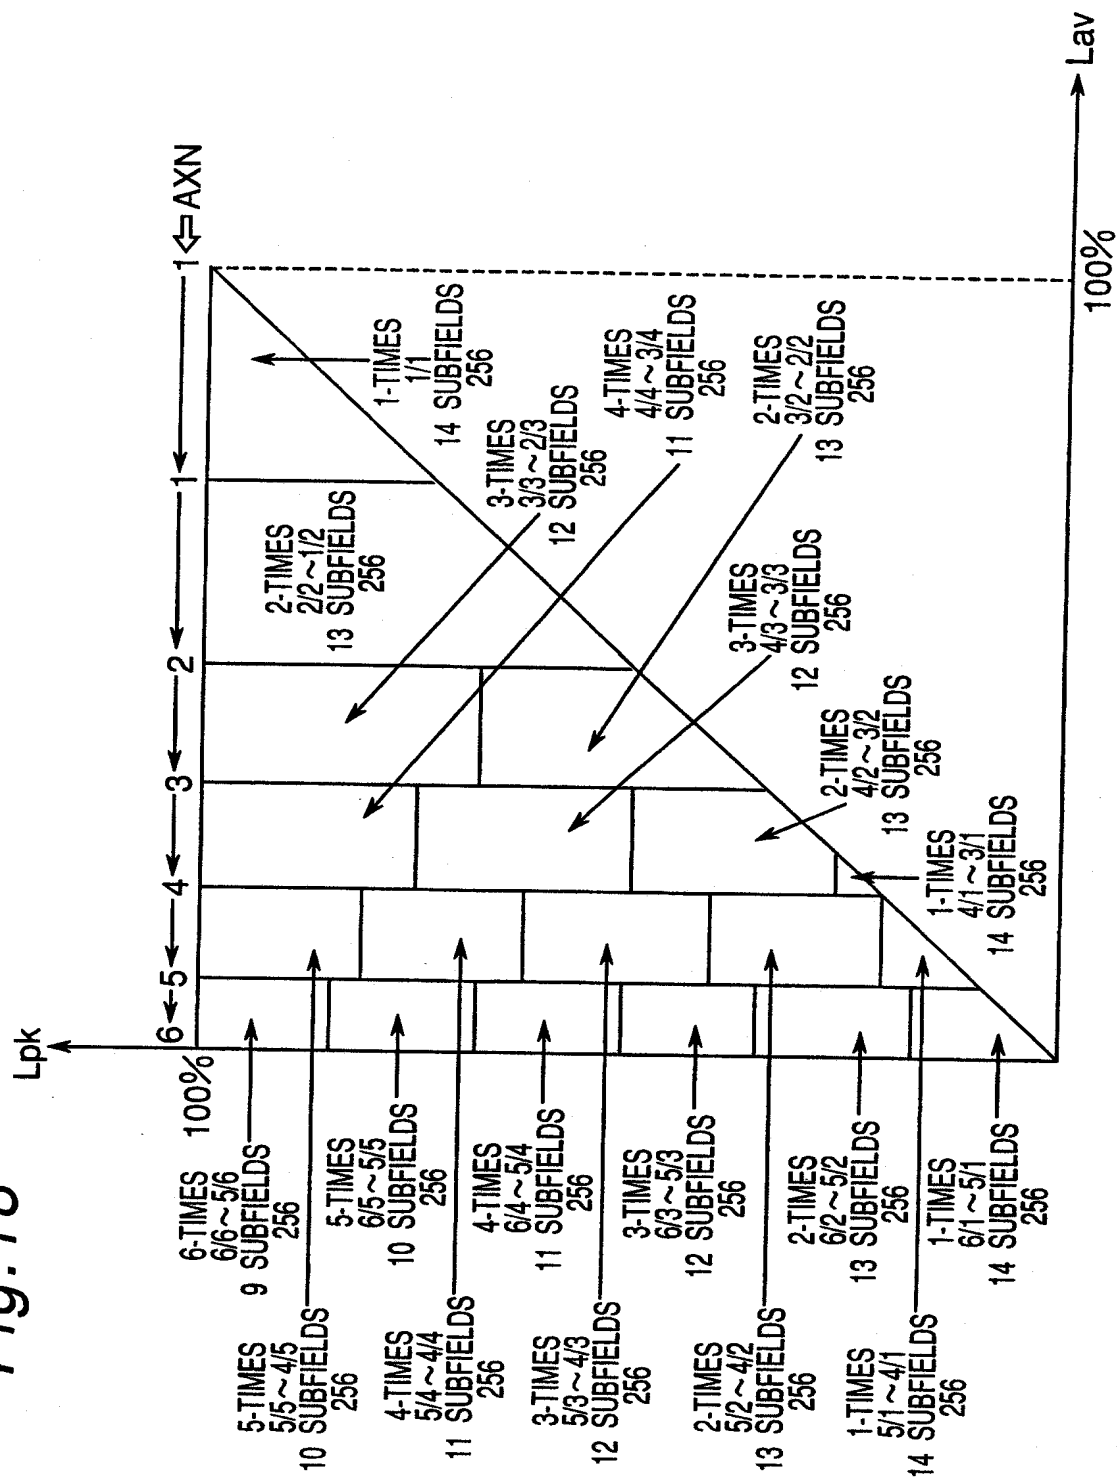 Fig.
Lpk
100%
6
5
4
3
2
1
1
AXN
6-TIMES
6/6~5/6
9 SUBFIELDS
256
5-TIMES
6/5~5/5
10 SUBFIELDS
256
4-TIMES
6/4~5/4
11 SUBFIELDS
256
3-TIMES
6/3~5/3
12 SUBFIELDS
256
2-TIMES
6/2~5/2
13 SUBFIELDS
256
1-TIMES
6/1~5/1
14 SUBFIELDS
256
5-TIMES
5/5~4/5
10 SUBFIELDS
256
4-TIMES
5/4~4/4
11 SUBFIELDS
256
3-TIMES
5/3~4/3
12 SUBFIELDS
256
2-TIMES
5/2~4/2
13 SUBFIELDS
256
1-TIMES
5/1~4/1
14 SUBFIELDS
256
2-TIMES
2/2~1/2
13 SUBFIELDS
256
1-TIMES
1/1
14 SUBFIELDS
256
3-TIMES
3/3~2/3
12 SUBFIELDS
256
4-TIMES
4/4~3/4
11 SUBFIELDS
256
2-TIMES
3/2~2/2
13 SUBFIELDS
256
3-TIMES
4/3~3/3
12 SUBFIELDS
256
2-TIMES
4/2~3/2
13 SUBFIELDS
256
1-TIMES
4/1~3/1
14 SUBFIELDS
256
100%
Lav